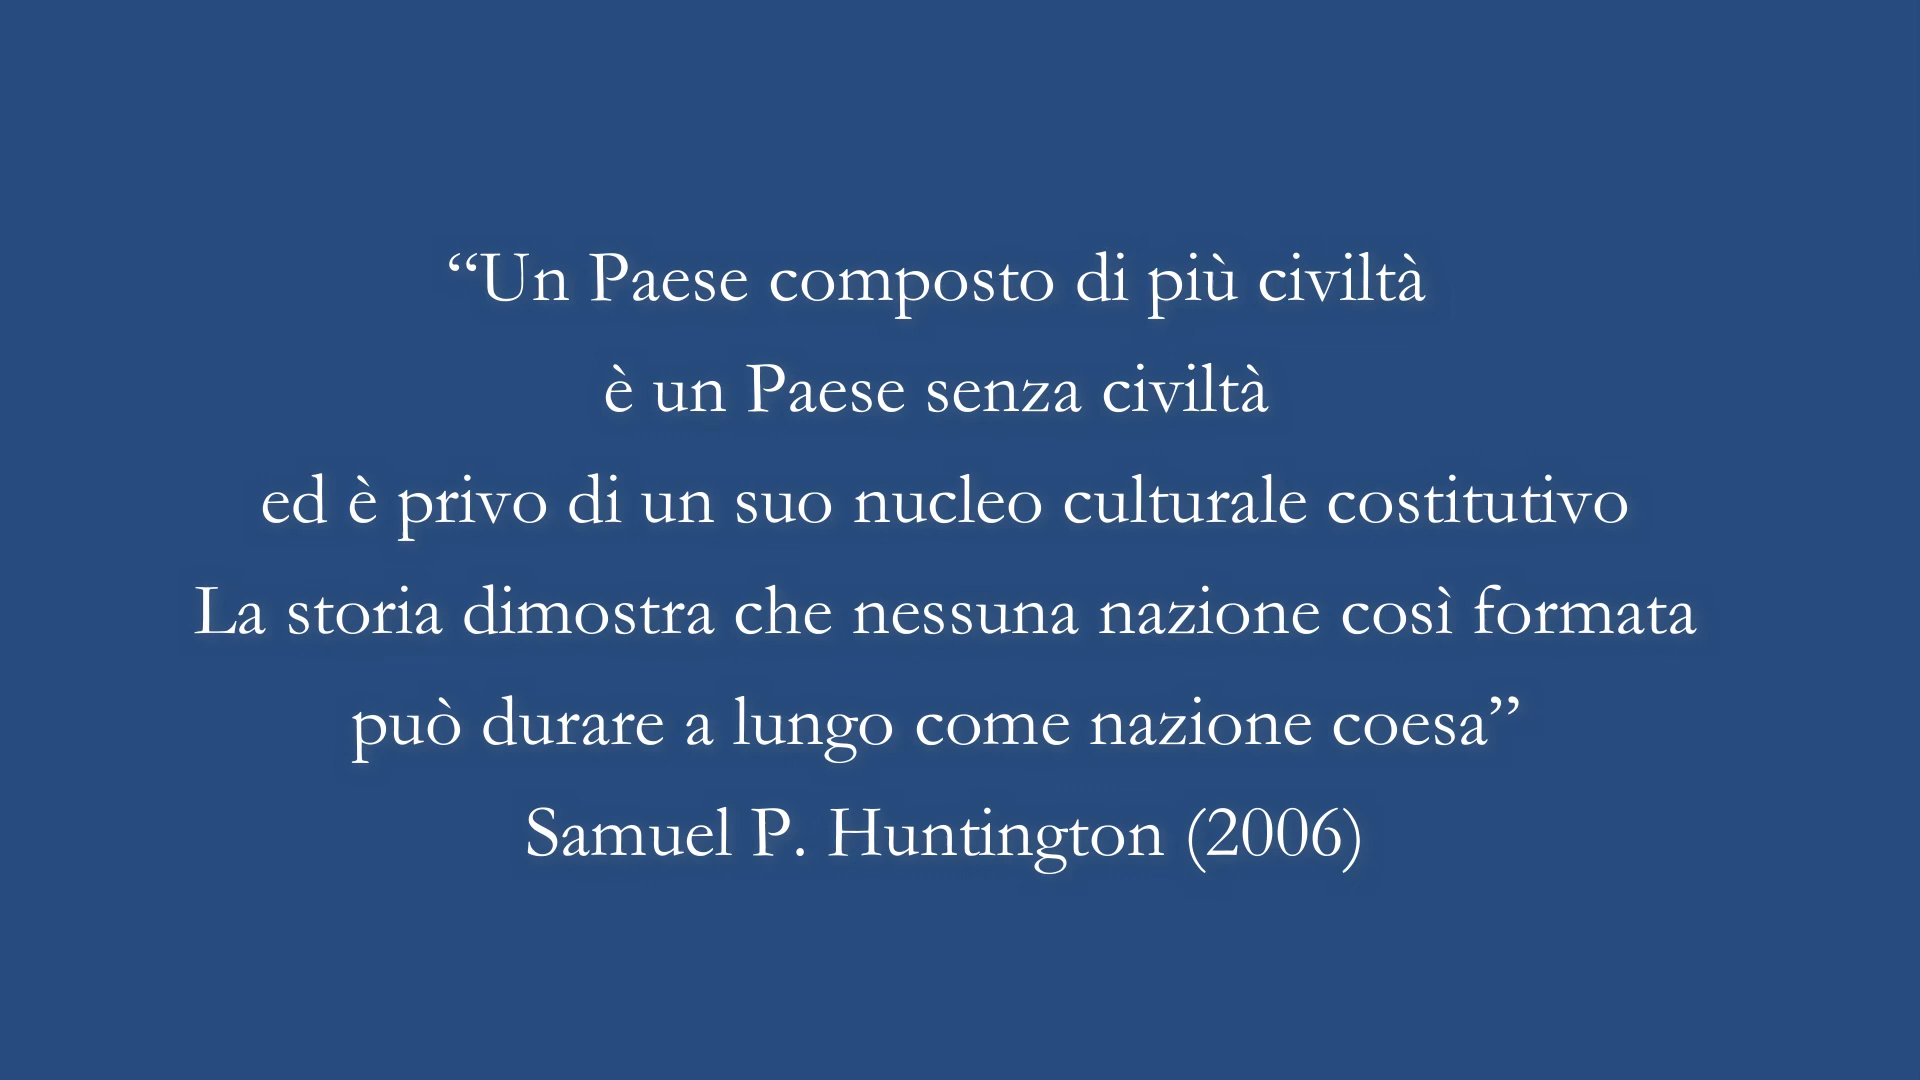 “Un Paese composto di più civiltà
è un Paese senza civiltà
ed è privo di un suo nucleo culturale costitutivo
La storia dimostra che nessuna nazione così formata
può durare a lungo come nazione coesa”
Samuel P. Huntington (2006)